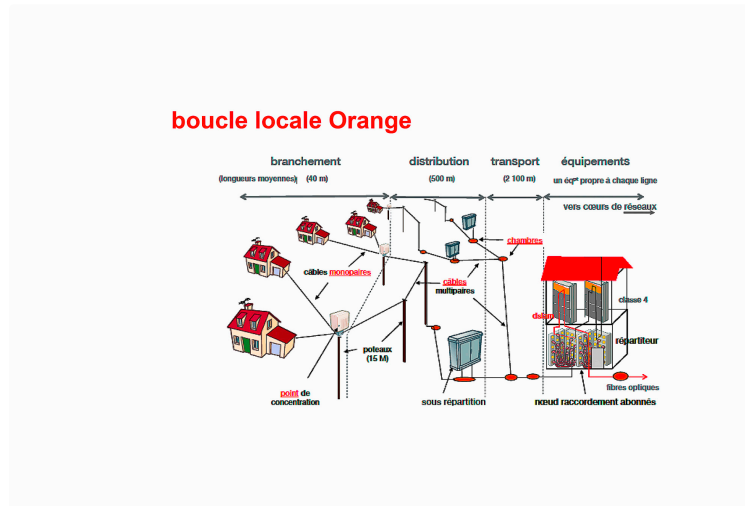 boucle locale Orange
branchement distribution transport équipements
(longueurs moyennes) (40 m) (500 m) (2 100 m) un éqpt propre à chaque ligne
vers cœurs de réseaux
chambres
câbles monopaires
câbles
multipaires
dslam
classe 4
répartiteur
poteaux
(15 M)
fibres optiques
point de
concentration
sous répartition
nœud raccordement abonnés